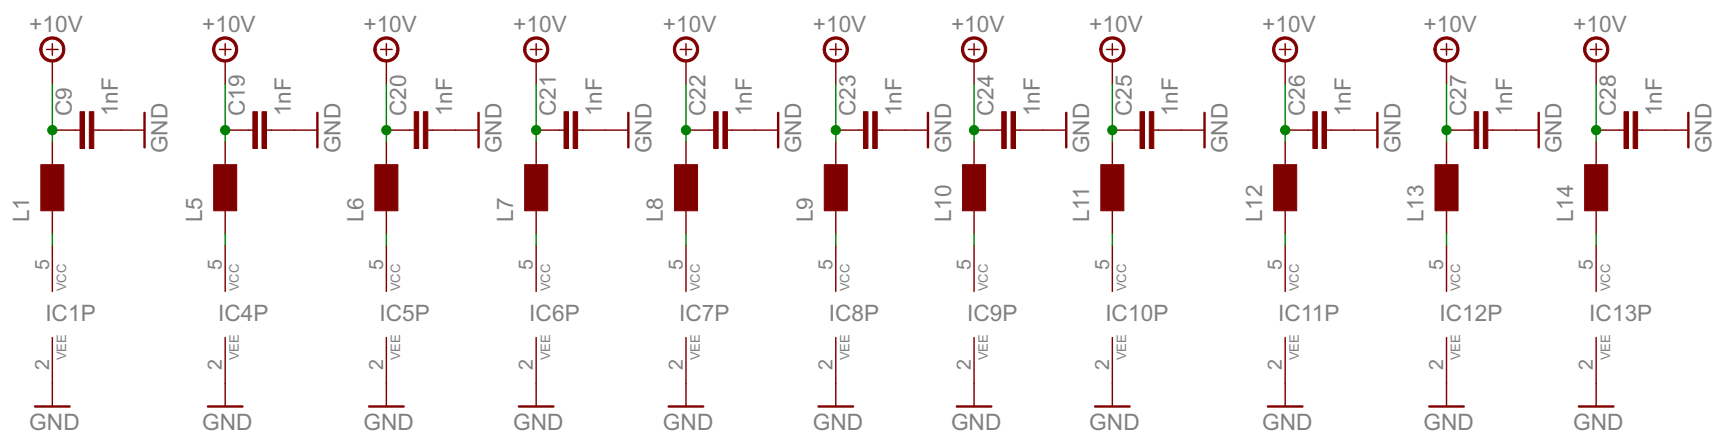 +10V +10V +10V +10V +10V +10V +10V +10V +10V +10V +10V
C9 1nF GND C19 1nF GND C20 1nF GND C21 1nF GND C22 1nF GND C23 1nF GND C24 1nF GND C25 1nF GND C26 1nF GND C27 1nF GND C28 1nF GND
L1 L5 L6 L7 L8 L9 L10 L11 L12 L13 L14
5 VCC 5 VCC 5 VCC 5 VCC 5 VCC 5 VCC 5 VCC 5 VCC 5 VCC 5 VCC 5 VCC
IC1P IC4P IC5P IC6P IC7P IC8P IC9P IC10P IC11P IC12P IC13P
2 VEE 2 VEE 2 VEE 2 VEE 2 VEE 2 VEE 2 VEE 2 VEE 2 VEE 2 VEE 2 VEE
GND GND GND GND GND GND GND GND GND GND GND